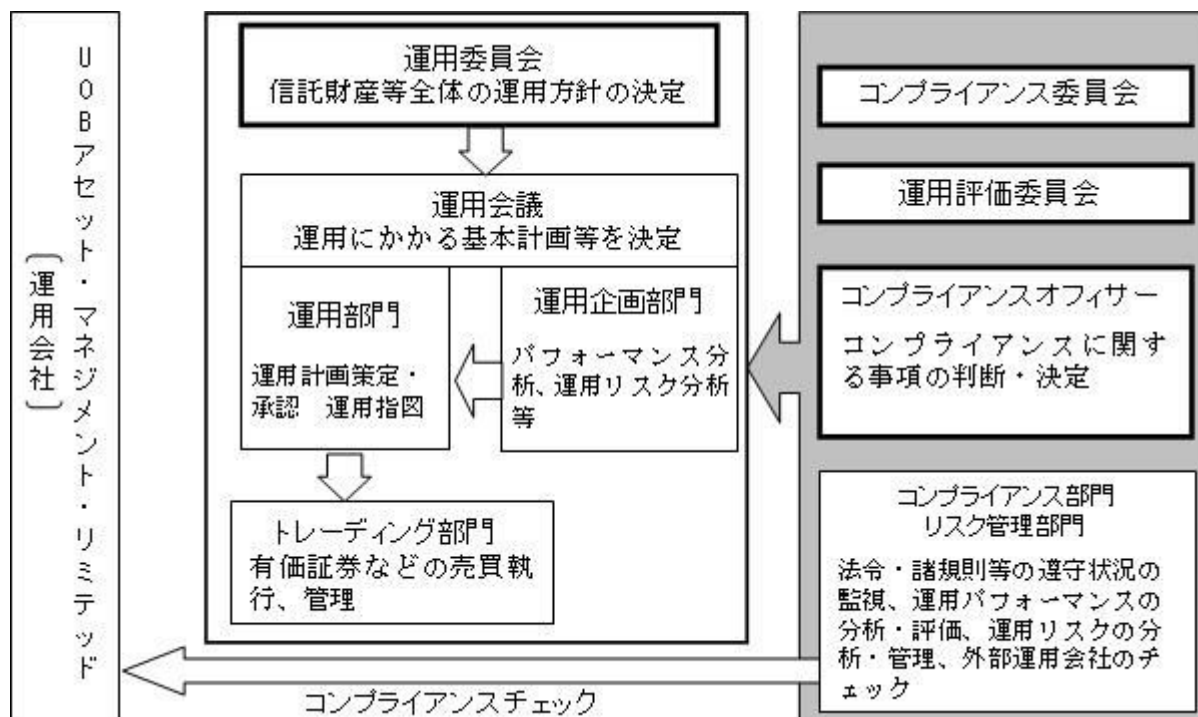 UOBアセット・マネジメント・リミテッド
〔運用会社〕
運用委員会
信託財産等全体の運用方針の決定
運用会議
運用にかかる基本計画等を決定
運用部門
運用計画策定・
承認　運用指図
運用企画部門
パフォーマンス分
析、運用リスク分析
等
トレーディング部門
有価証券などの売買執
行、管理
コンプライアンス委員会
運用評価委員会
コンプライアンスオフィサー
コンプライアンスに関す
る事項の判断・決定
コンプライアンス部門
リスク管理部門
法令・諸規則等の遵守状況の
監視、運用パフォーマンスの
分析・評価、運用リスクの分
析・管理、外部運用会社のチ
ェック
コンプライアンスチェック